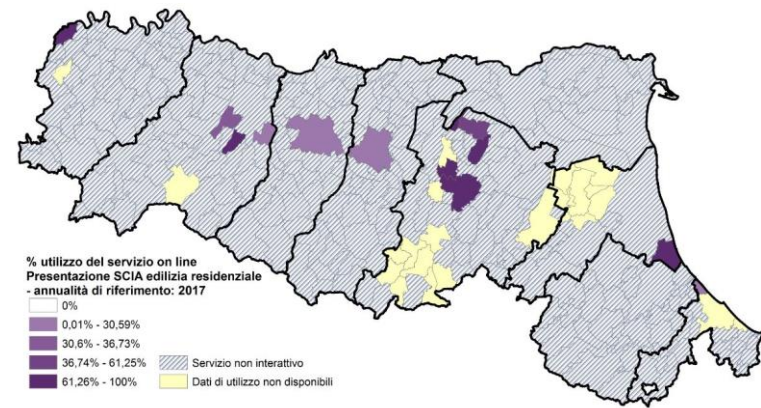 % utilizzo del servizio on line
Presentazione SCIA edilizia residenziale
- annualità di riferimento: 2017
0%
0,01% - 30,59%
30,6% - 36,73%
36,74% - 61,25%
61,26% - 100%
Servizio non interattivo
Dati di utilizzo non disponibili